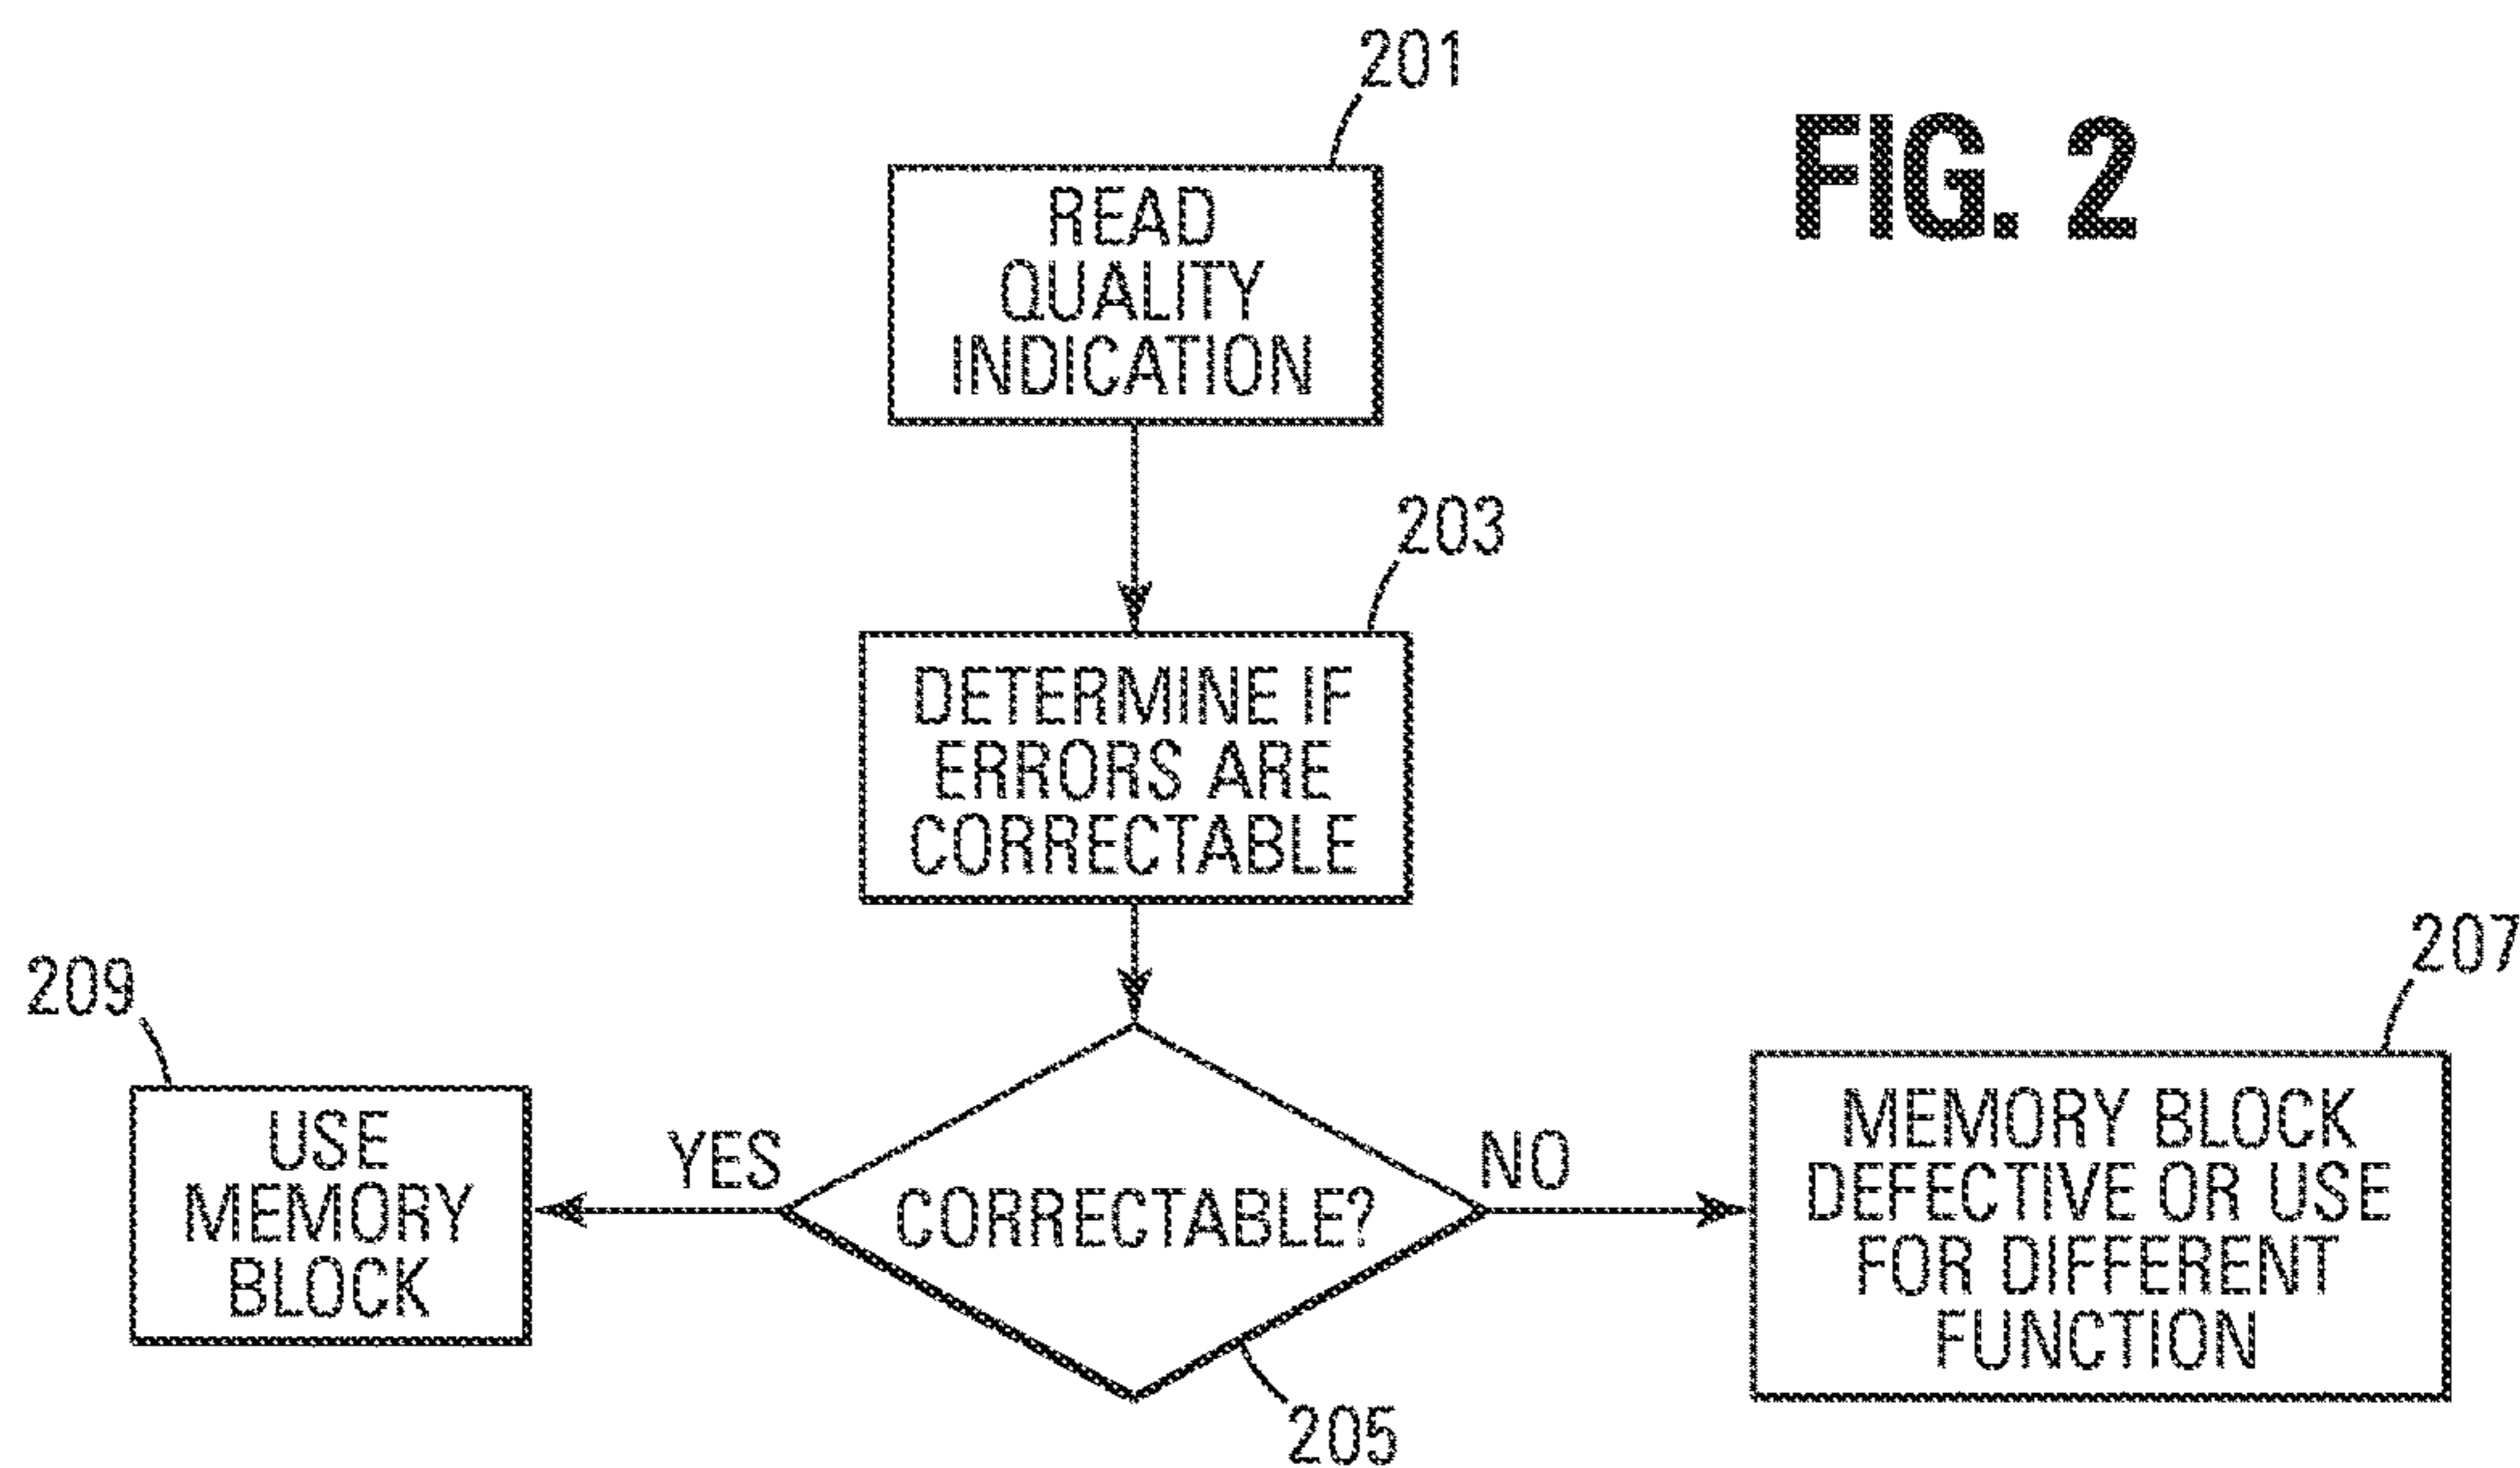 201
FIG. 2
READ
QUALITY
INDICATION
203
DETERMINE IF
ERRORS ARE
CORRECTABLE
209
207
USE
MEMORY
BLOCK
YES
CORRECTABLE?
NO
MEMORY BLOCK
DEFECTIVE OR USE
FOR DIFFERENT
FUNCTION
205